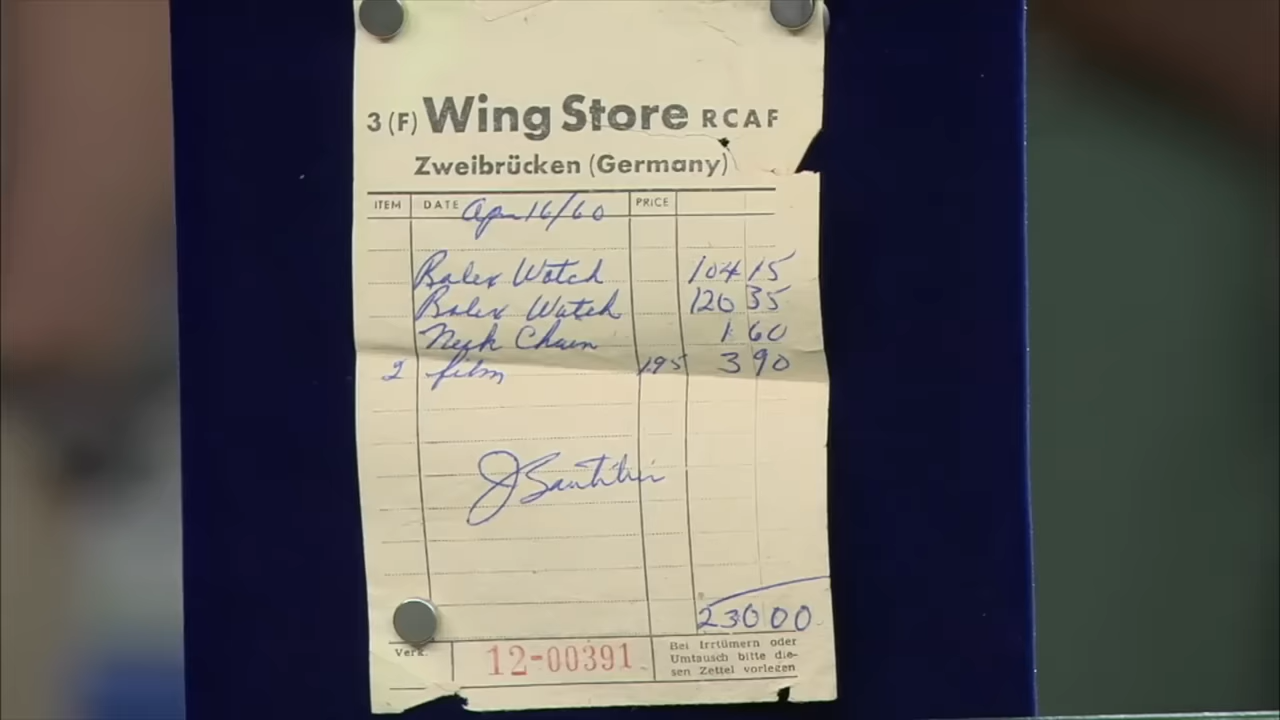 3 (F) Wing Store RCAF
Zweibrücken (Germany)
ITEM DATE Apr 16/60 PRICE
Rolex Watch 104 15
Rolex Watch 120 35
Neck Chain 1 60
2 film 1.95 3 90
J
230 00
Verk. 12-00391
Bei Irrtümern oder
Umtausch bitte die-
sen Zettel vorlegen